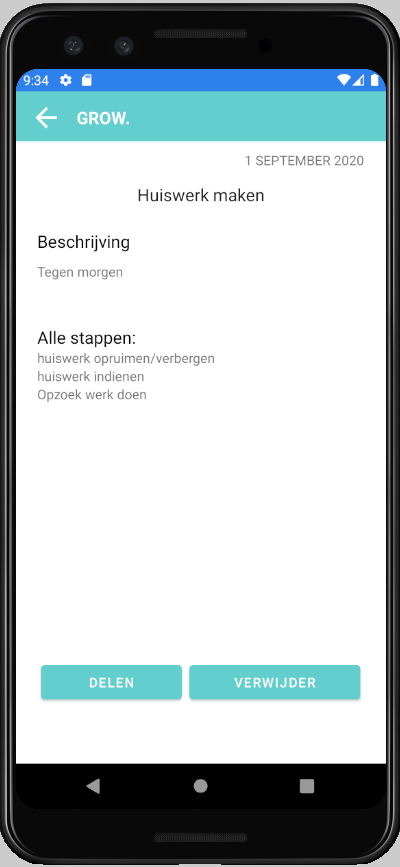 9:34
GROW.
1 SEPTEMBER 2020
Huiswerk maken
Beschrijving
Tegen morgen
Alle stappen:
huiswerk opruimen/verbergen
huiswerk indienen
Opzoek werk doen
DELEN
VERWIJDER